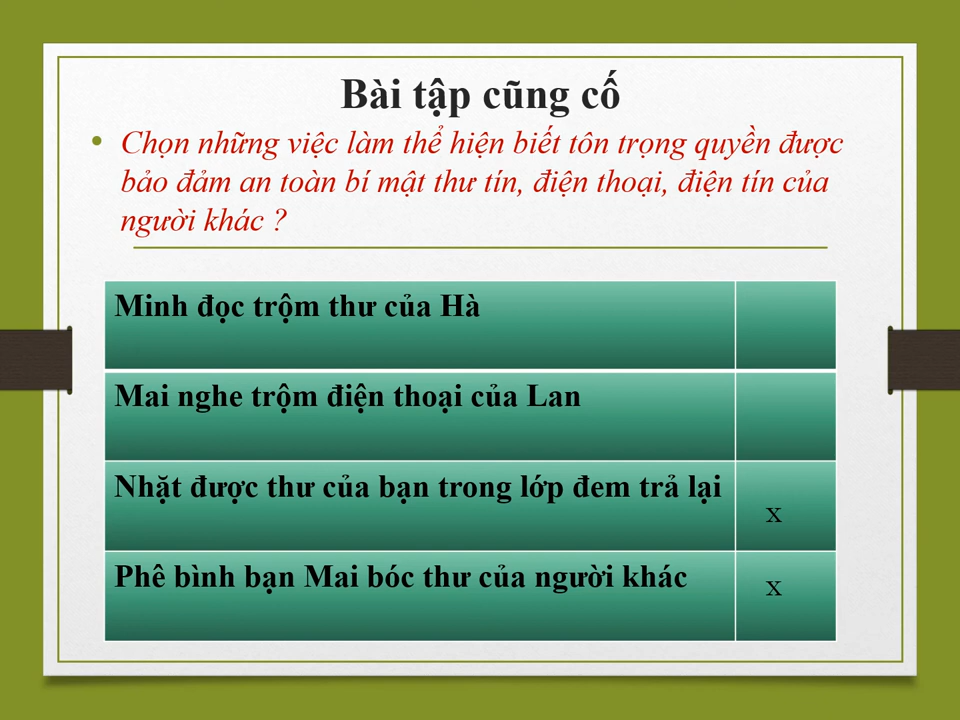 Bài tập cũng cố
• Chọn những việc làm thể hiện biết tôn trọng quyền được
bảo đảm an toàn bí mật thư tín, điện thoại, điện tín của
người khác ?
Minh đọc trộm thư của Hà
Mai nghe trộm điện thoại của Lan
Nhặt được thư của bạn trong lớp đem trả lại
x
Phê bình bạn Mai bóc thư của người khác
x